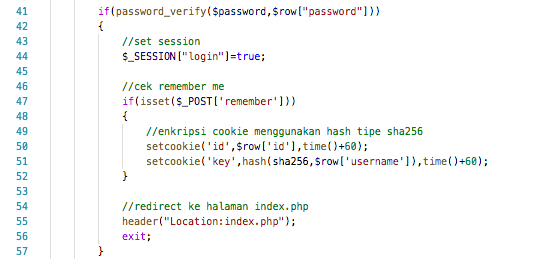 41 if(password_verify($password,$row["password"]))
42 {
43 //set session
44 $_SESSION["login"]=true;
45
46 //cek remember me
47 if(isset($_POST['remember']))
48 {
49 //enkripsi cookie menggunakan hash tipe sha256
50 setcookie('id',$row['id'],time()+60);
51 setcookie('key',hash(sha256,$row['username']),time()+60);
52 }
53
54 //redirect ke halaman index.php
55 header("Location:index.php");
56 exit;
57 }